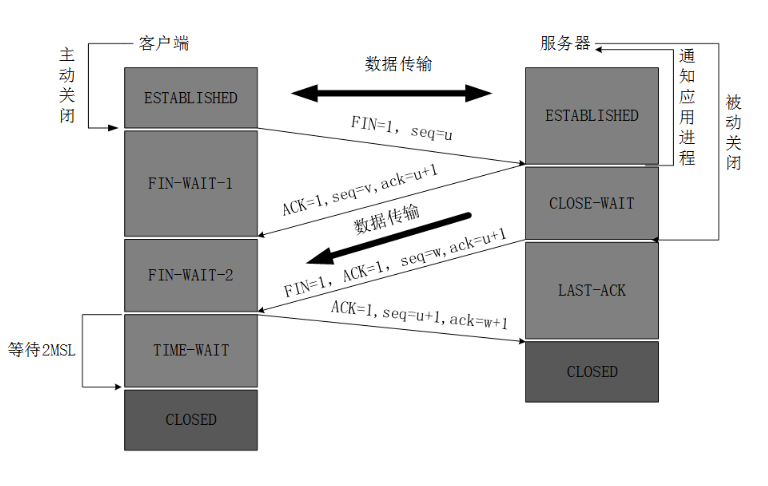 客户端
服务器
主动关闭
数据传输
通知应用进程
被动关闭
ESTABLISHED
ESTABLISHED
FIN=1, seq=u
FIN-WAIT-1
ACK=1,seq=v,ack=u+1
CLOSE-WAIT
数据传输
FIN=1, ACK=1, seq=w,ack=u+1
FIN-WAIT-2
LAST-ACK
ACK=1,seq=u+1,ack=w+1
等待2MSL
TIME-WAIT
CLOSED
CLOSED